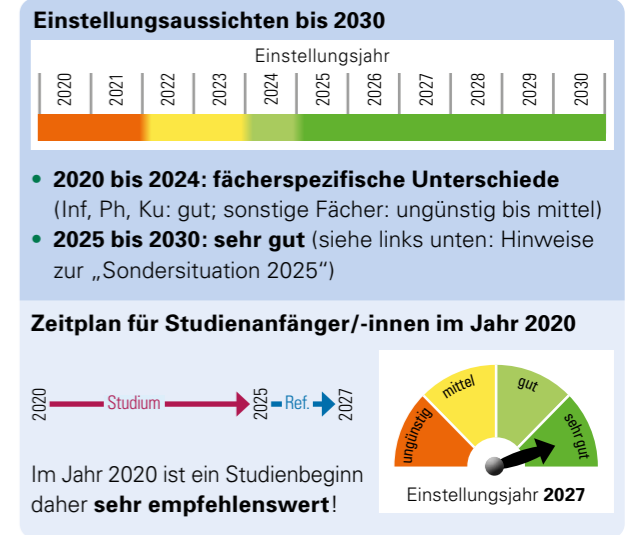 Einstellungsaussichten bis 2030
Einstellungsjahr
2020 2021 2022 2023 2024 2025 2026 2027 2028 2029 2030
• 2020 bis 2024: fächerspezifische Unterschiede
(Inf, Ph, Ku: gut; sonstige Fächer: ungünstig bis mittel)
• 2025 bis 2030: sehr gut (siehe links unten: Hinweise
zur „Sondersituation 2025“)
Zeitplan für Studienanfänger/-innen im Jahr 2020
2020 Studium 2025 Ref. 2027
Im Jahr 2020 ist ein Studienbeginn
daher sehr empfehlenswert!
ungünstig mittel gut sehr gut
Einstellungsjahr 2027